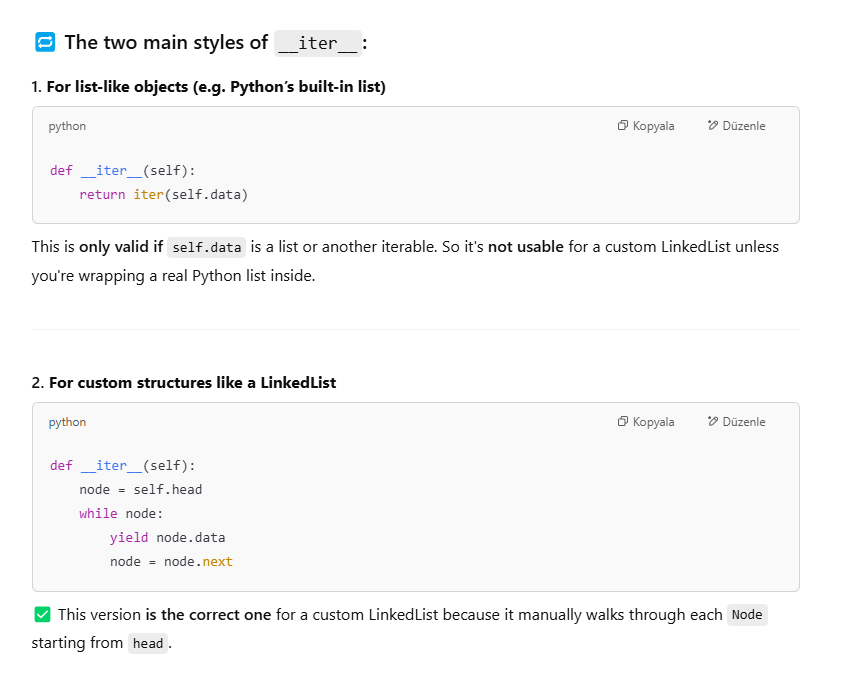 The two main styles of __iter__:
1. For list-like objects (e.g. Python’s built-in list)
python Kopyala Düzenle
def __iter__(self):
    return iter(self.data)
This is only valid if self.data is a list or another iterable. So it's not usable for a custom LinkedList unless
you're wrapping a real Python list inside.
2. For custom structures like a LinkedList
python Kopyala Düzenle
def __iter__(self):
    node = self.head
    while node:
        yield node.data
        node = node.next
This version is the correct one for a custom LinkedList because it manually walks through each Node
starting from head.